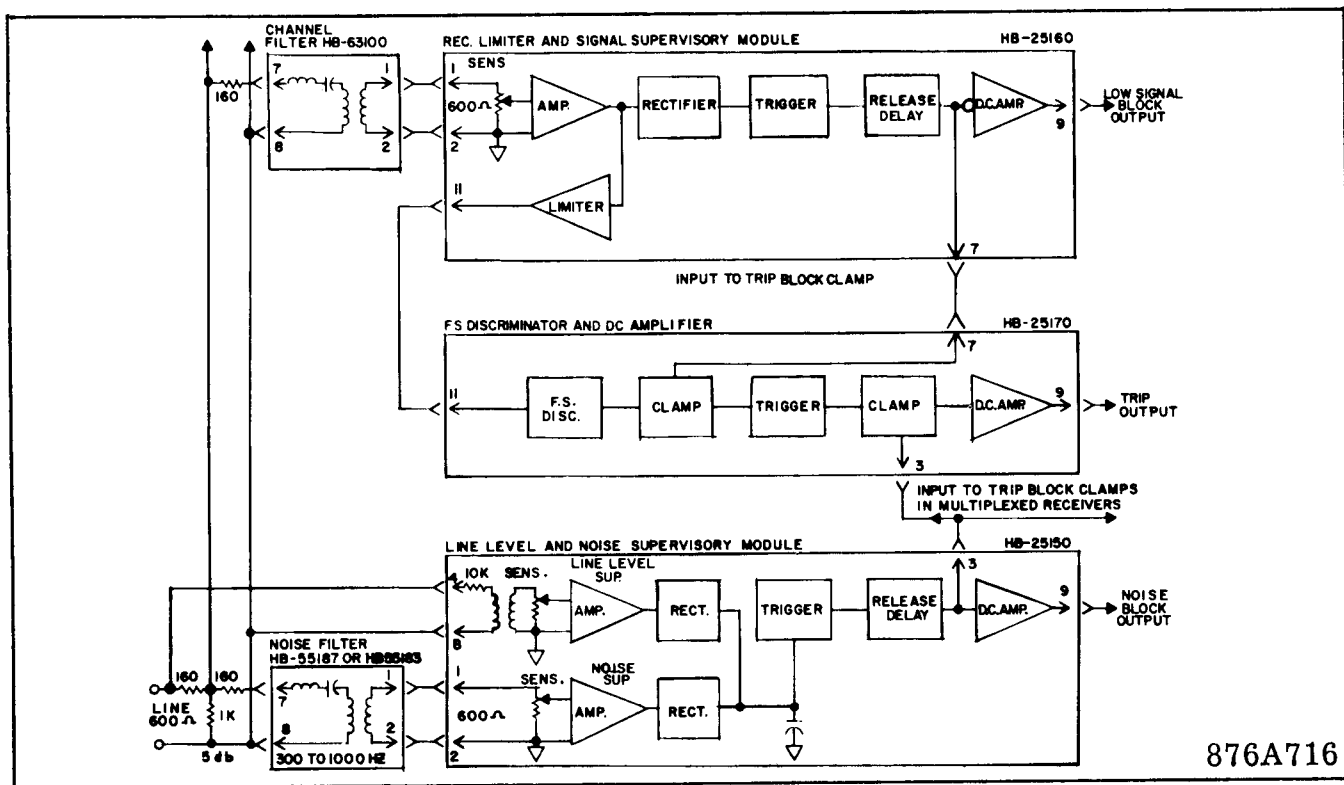 CHANNEL
FILTER HB-63100
7
1
160
8
2
REC. LIMITER AND SIGNAL SUPERVISORY MODULE
HB-25160
1
SENS
600Ω
2
AMP.
RECTIFIER
TRIGGER
RELEASE
DELAY
D.C. AMP.
9
LOW SIGNAL
BLOCK
OUTPUT
11
LIMITER
7
INPUT TO TRIP BLOCK CLAMP
FS DISCRIMINATOR AND DC AMPLIFIER
HB-25170
7
11
F.S.
DISC.
CLAMP
TRIGGER
CLAMP
D.C. AMP.
9
TRIP
OUTPUT
3
INPUT TO TRIP BLOCK CLAMPS
IN MULTIPLEXED RECEIVERS
LINE LEVEL AND NOISE SUPERVISORY MODULE
HB-25150
4
10K
SENS.
LINE LEVEL
SUP.
AMP.
RECT.
TRIGGER
RELEASE
DELAY
3
D.C. AMP.
9
NOISE
BLOCK
OUTPUT
8
NOISE FILTER
HB-55187 OR HB55183
160
160
7
1
LINE
600Ω
1K
8
2
5db
300 TO 1000 HZ
1
SENS.
NOISE
SUP
600Ω
AMP.
RECT.
2
876A716